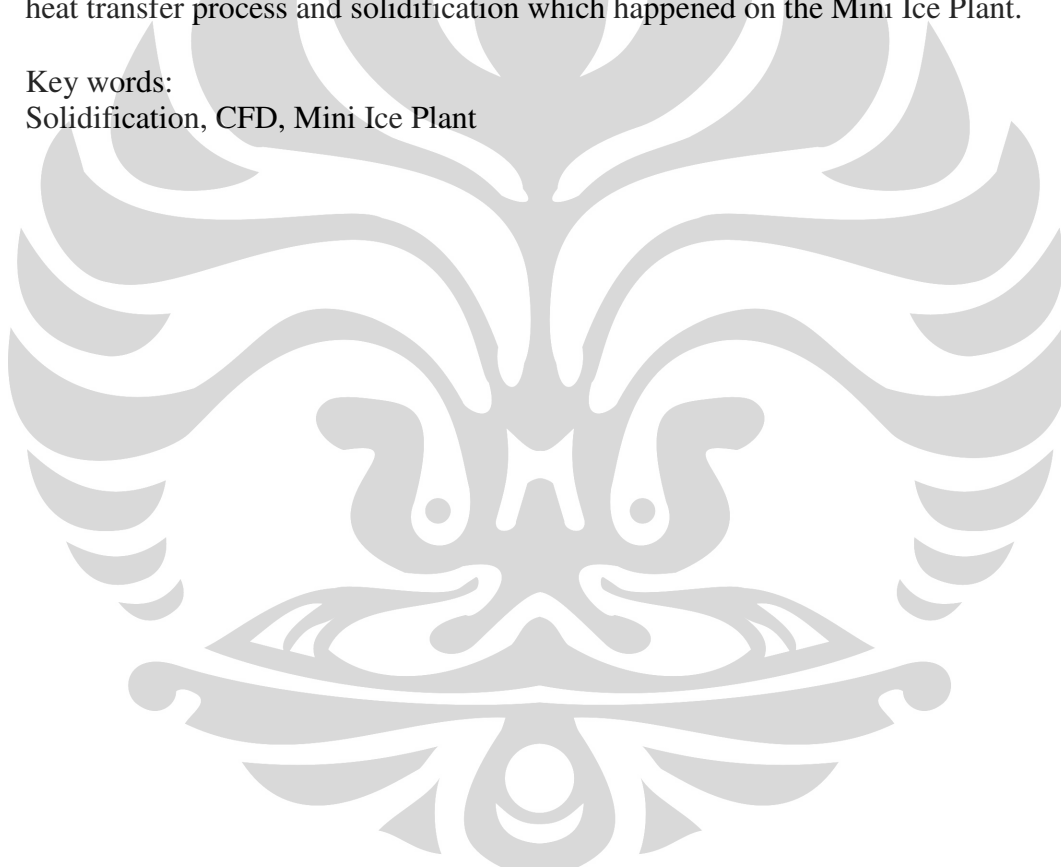 heat transfer process and solidification which happened on the Mini Ice Plant.
Key words:
Solidification, CFD, Mini Ice Plant